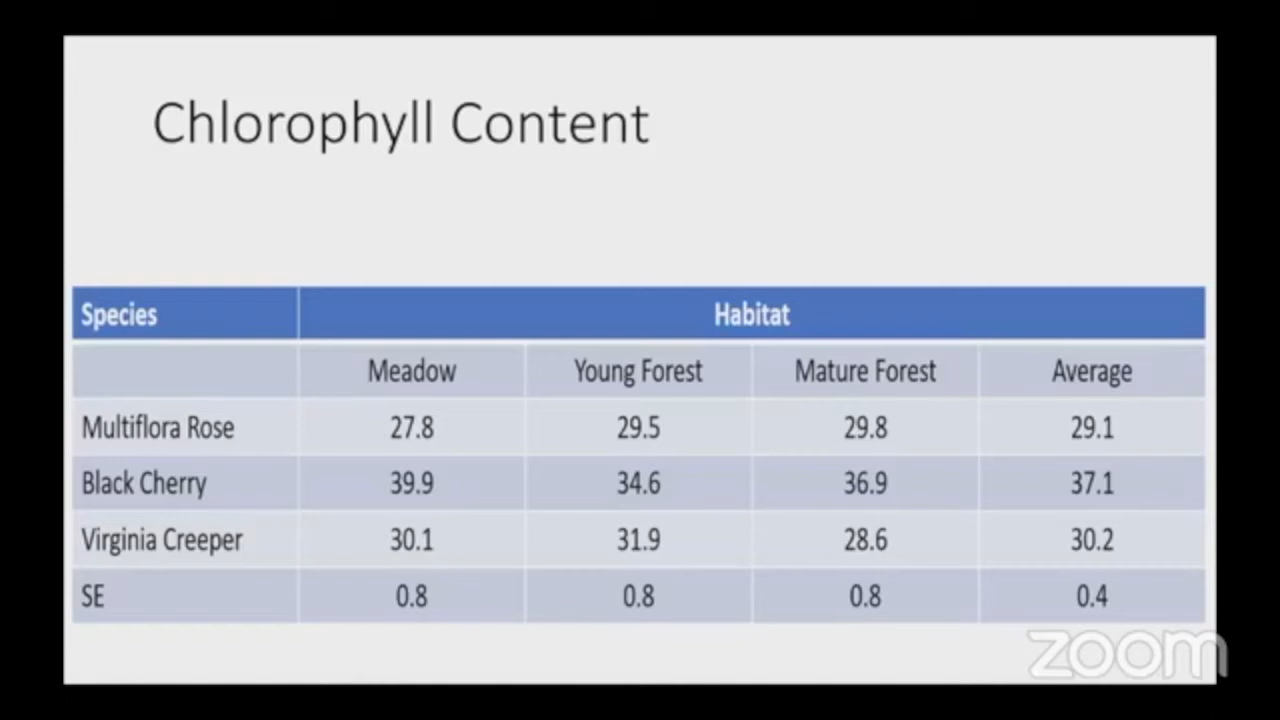 Chlorophyll Content
Species Habitat
Meadow Young Forest Mature Forest Average
Multiflora Rose 27.8 29.5 29.8 29.1
Black Cherry 39.9 34.6 36.9 37.1
Virginia Creeper 30.1 31.9 28.6 30.2
SE 0.8 0.8 0.8 0.4
zoom